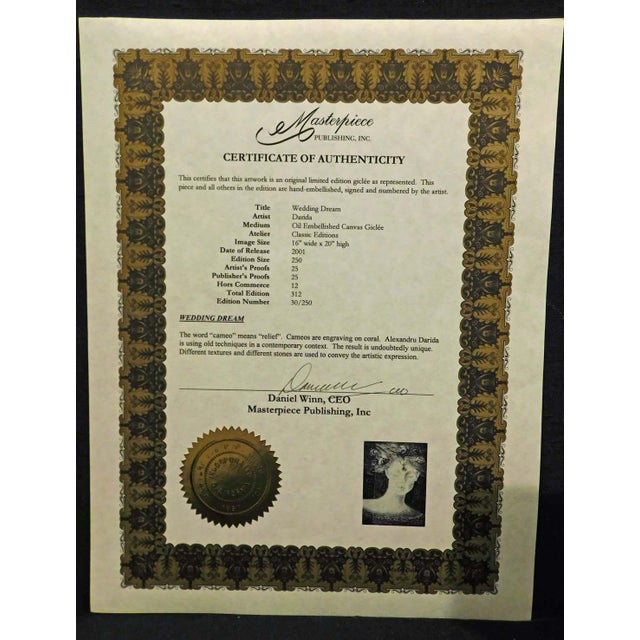 Masterpiece
PUBLISHING, INC.
CERTIFICATE OF AUTHENTICITY
This certifies that this artwork is an original limited edition giclée as represented. This
piece and all others in the edition are hand-embellished, signed and numbered by the artist.
Title Wedding Dream
Artist Darida
Medium Oil Embellished Canvas Giclée
Atelier Classic Editions
Image Size 16" wide x 20" high
Date of Release 2001
Edition Size 250
Artist's Proofs 25
Publisher's Proofs 25
Hors Commerce 12
Total Edition 312
Edition Number 30/250
WEDDING DREAM
The word "cameo" means "relief". Cameos are engraving on coral. Alexandru Darida
is using old techniques in a contemporary context. The result is undoubtedly unique.
Different textures and different stones are used to convey the artistic expression.
CEO
Daniel Winn, CEO
Masterpiece Publishing, Inc